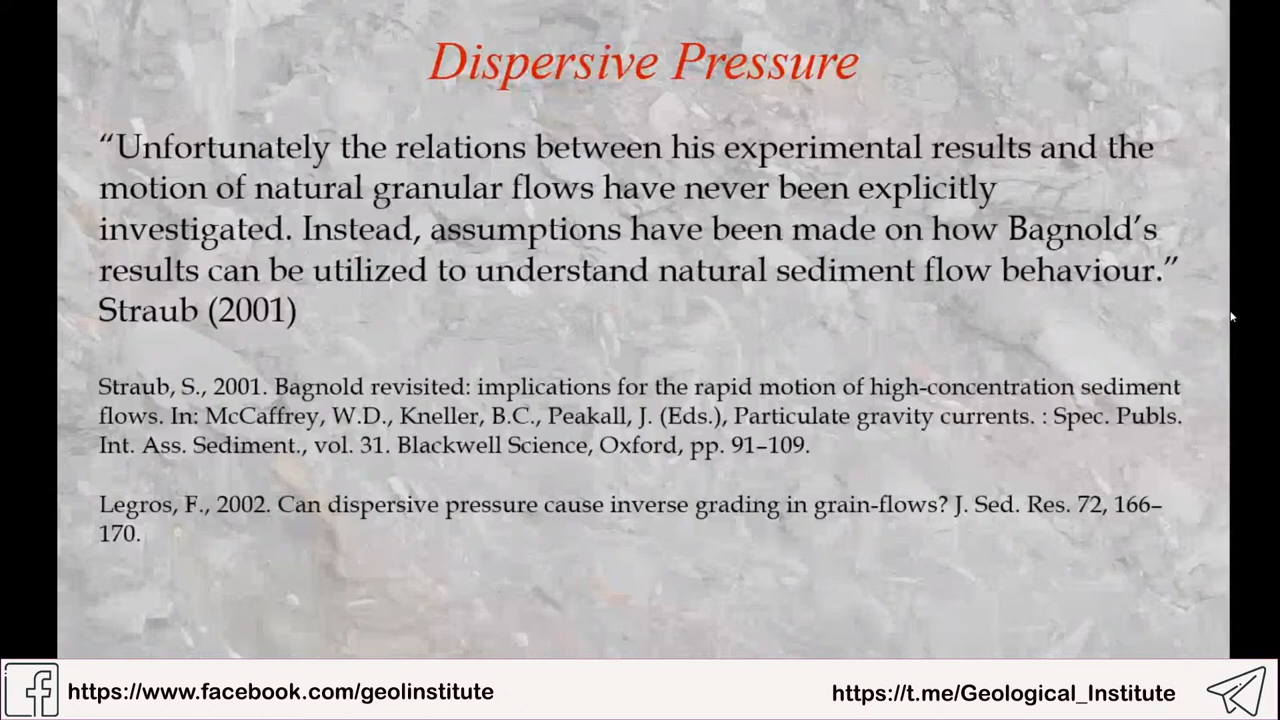 Dispersive Pressure
“Unfortunately the relations between his experimental results and the
motion of natural granular flows have never been explicitly
investigated. Instead, assumptions have been made on how Bagnold’s
results can be utilized to understand natural sediment flow behaviour.”
Straub (2001)
Straub, S., 2001. Bagnold revisited: implications for the rapid motion of high-concentration sediment
flows. In: McCaffrey, W.D., Kneller, B.C., Peakall, J. (Eds.), Particulate gravity currents. : Spec. Publs.
Int. Ass. Sediment., vol. 31. Blackwell Science, Oxford, pp. 91–109.
Legros, F., 2002. Can dispersive pressure cause inverse grading in grain-flows? J. Sed. Res. 72, 166–
170.
https://www.facebook.com/geolinstitute
https://t.me/Geological_Institute